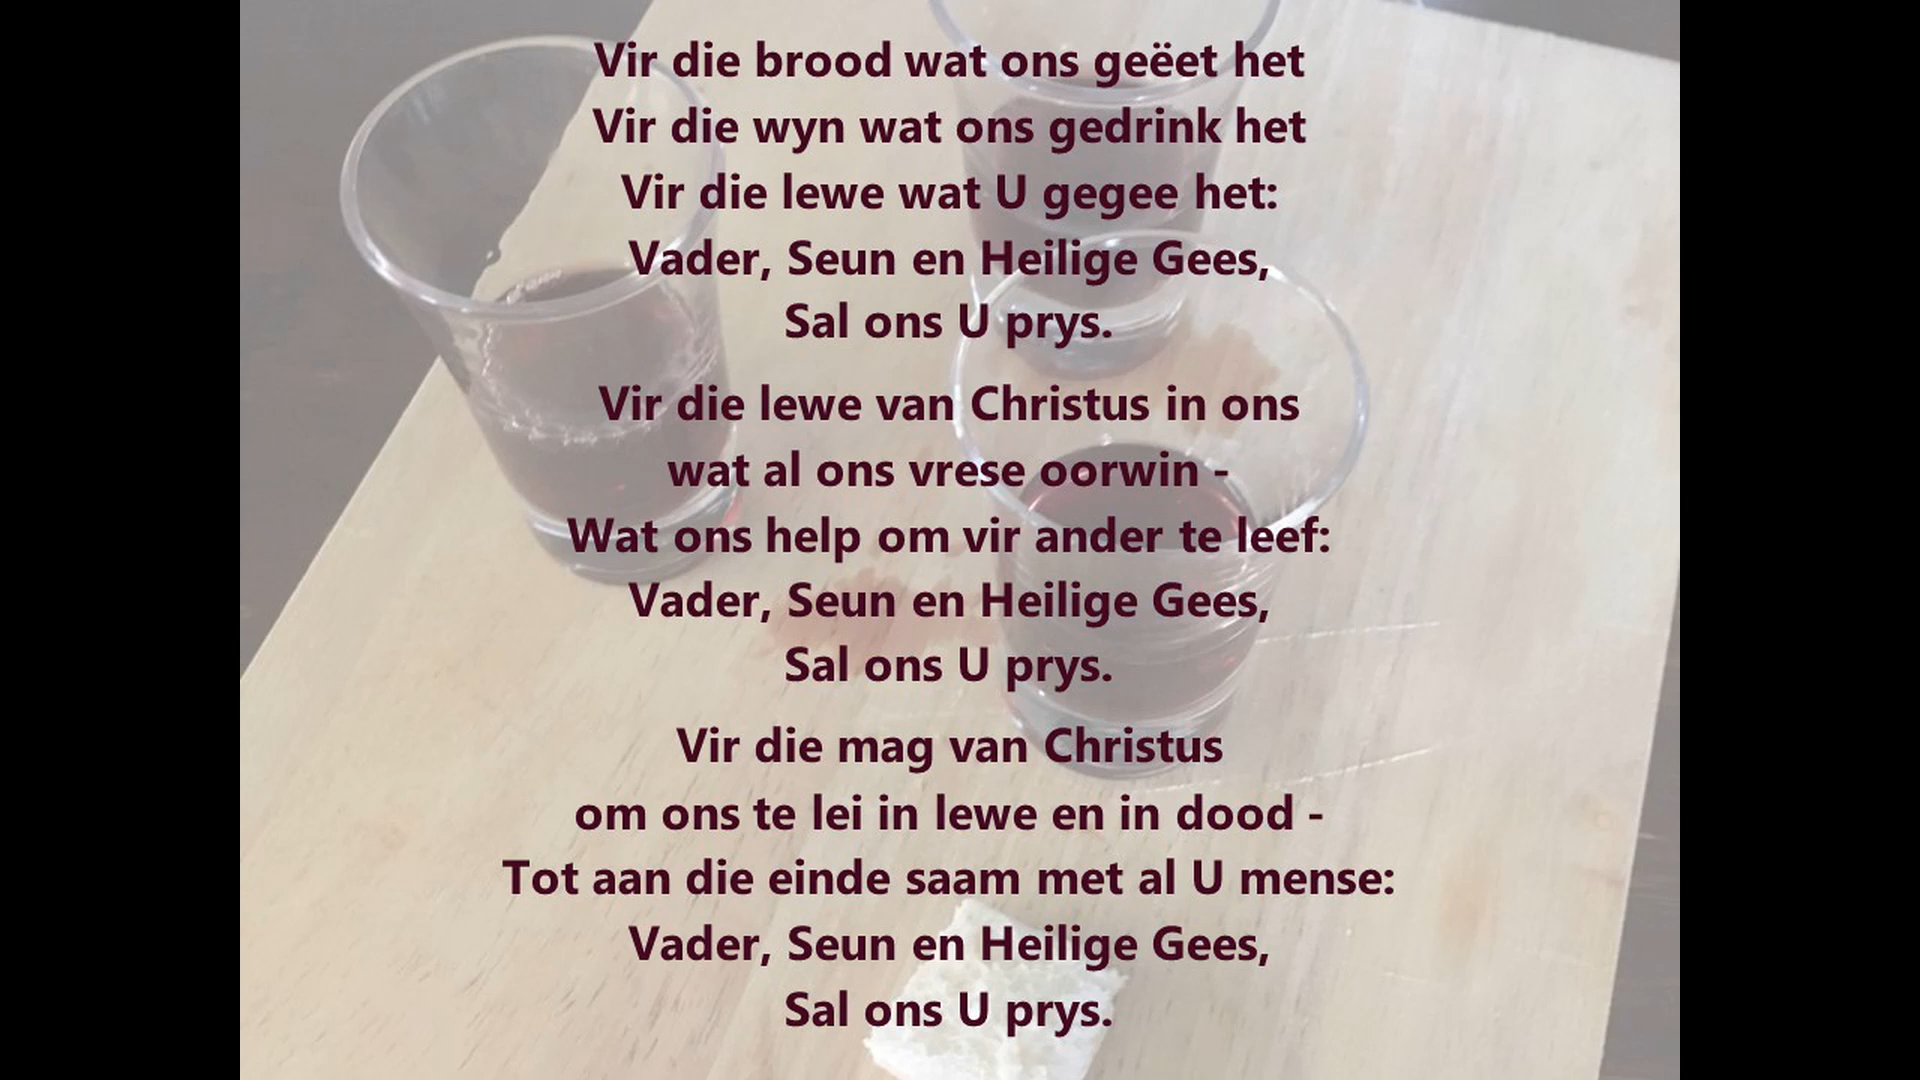 Vir die brood wat ons geëet het
Vir die wyn wat ons gedrink het
Vir die lewe wat U gegee het:
Vader, Seun en Heilige Gees,
Sal ons U prys.
Vir die lewe van Christus in ons
wat al ons vrese oorwin -
Wat ons help om vir ander te leef:
Vader, Seun en Heilige Gees,
Sal ons U prys.
Vir die mag van Christus
om ons te lei in lewe en in dood -
Tot aan die einde saam met al U mense:
Vader, Seun en Heilige Gees,
Sal ons U prys.